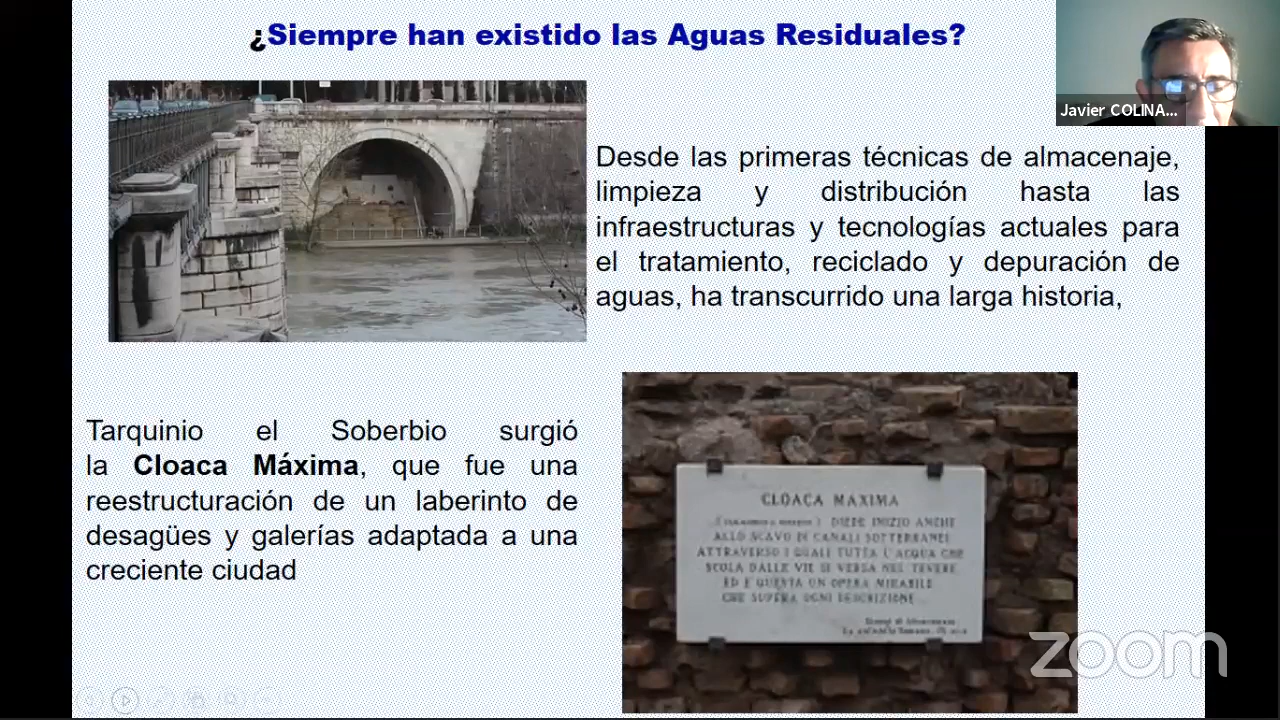 ¿Siempre han existido las Aguas Residuales?
Javier COLINA...
Desde las primeras técnicas de almacenaje,
limpieza y distribución hasta las
infraestructuras y tecnologías actuales para
el tratamiento, reciclado y depuración de
aguas, ha transcurrido una larga historia,
Tarquinio el Soberbio surgió
la Cloaca Máxima, que fue una
reestructuración de un laberinto de
desagües y galerías adaptada a una
creciente ciudad
CLOACA MAXIMA
DIEDE INIZIO ANCHE
ALLO SCAVO DI CANALI SOTTERRANEI
ATTRAVERSO I QUALI TUTTA L'ACQUA CHE
SCOLA DALLE VIE SI VERSA NEL TEVERE
ED E QUESTA UN OPERA MIRABILE
CHE SUPERA OGNI DESCRIZIONE...
zoom